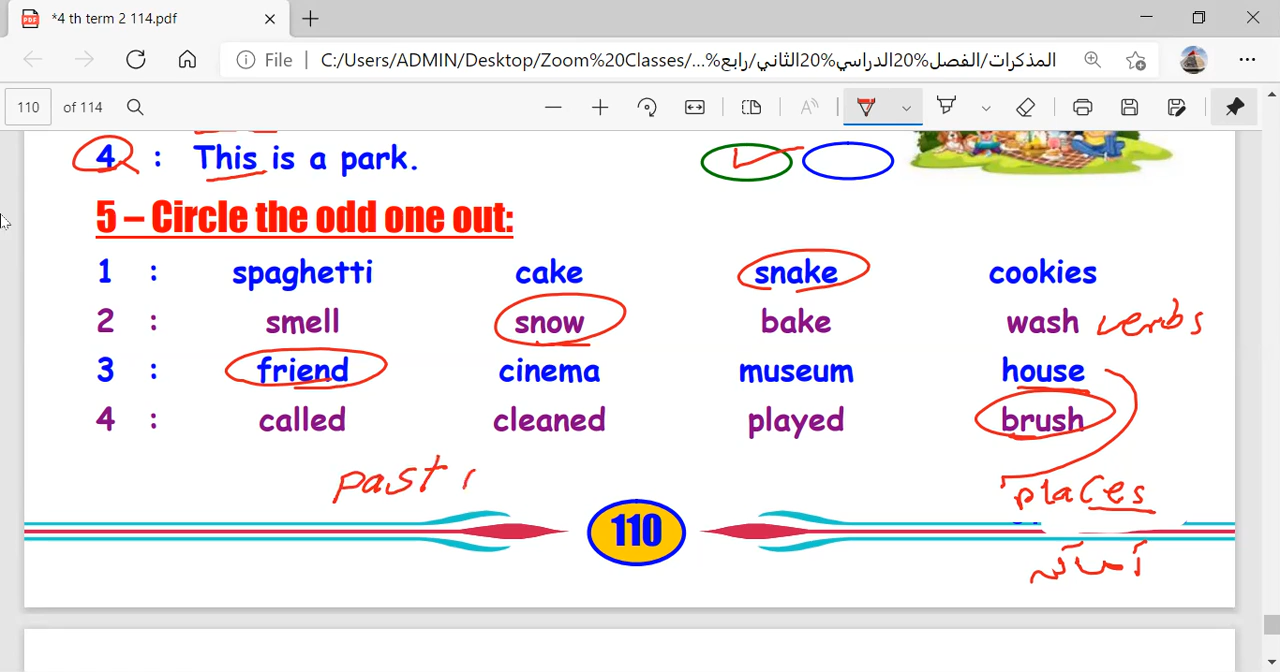 *4 th term 2 114.pdf
File C:/Users/ADMIN/Desktop/Zoom%20Classes/المذكرات/الفصل%20الدراسي%20الثاني/رابع%...
110 of 114
4 : This is a park.
5 – Circle the odd one out:
1 : spaghetti cake snake cookies
2 : smell snow bake wash verbs
3 : friend cinema museum house
4 : called cleaned played brush
past
places
110